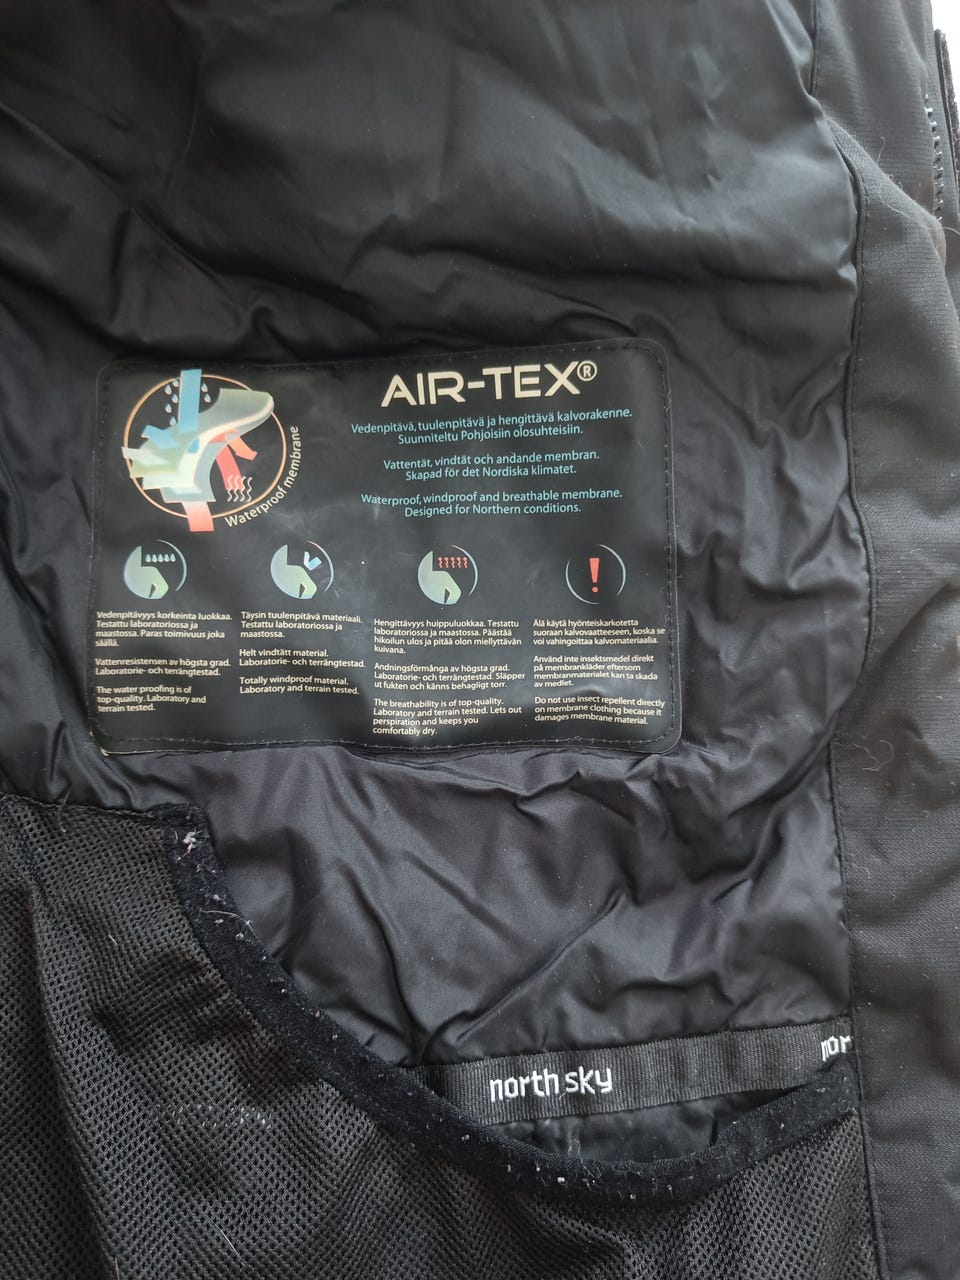 AIR-TEX®
Vedenpitävä, tuulenpitävä ja hengittävä kalvorakenne.
Suunniteltu Pohjoisiin olosuhteisiin.
Vattentät, vindtät och andande membran.
Skapad för det Nordiska klimatet.
Waterproof, windproof and breathable membrane.
Designed for Northern conditions.
Waterproof membrane
Vedenpitävyys korkeinta luokkaa.
Testattu laboratoriossa ja
maastossa. Paras toimivuus joka
säällä.
Vattenresistensen av högsta grad.
Laboratorie- och terrängtestad.
The water proofing is of
top-quality. Laboratory and
terrain tested.
Täysin tuulenpitävä materiaali.
Testattu laboratoriossa ja
maastossa.
Helt vindtätt material.
Laboratorie- och terrängtestad.
Totally windproof material.
Laboratory and terrain tested.
Hengittävyys huippuluokkaa. Testattu
laboratoriossa ja maastossa. Päästää
hikoilun ulos ja pitää olon miellyttävän
kuivana.
Andningsförmånga av högsta grad.
Laboratorie- och terrängtestad. Släpper
ut fukten och känns behagligt torr.
The breathability is of top-quality.
Laboratory and terrain tested. Lets out
perspiration and keeps you
comfortably dry.
Älä käytä hyönteiskarkotetta
suoraan kalvovaatteeseen, koska se
voi vahingoittaa kalvomateriaalia.
Använd inte insektsmedel direkt
på membrankläder eftersom
membranmaterialet kan ta skada
av medlet.
Do not use insect repellent directly
on membrane clothing because it
damages membrane material.
north sky
nor